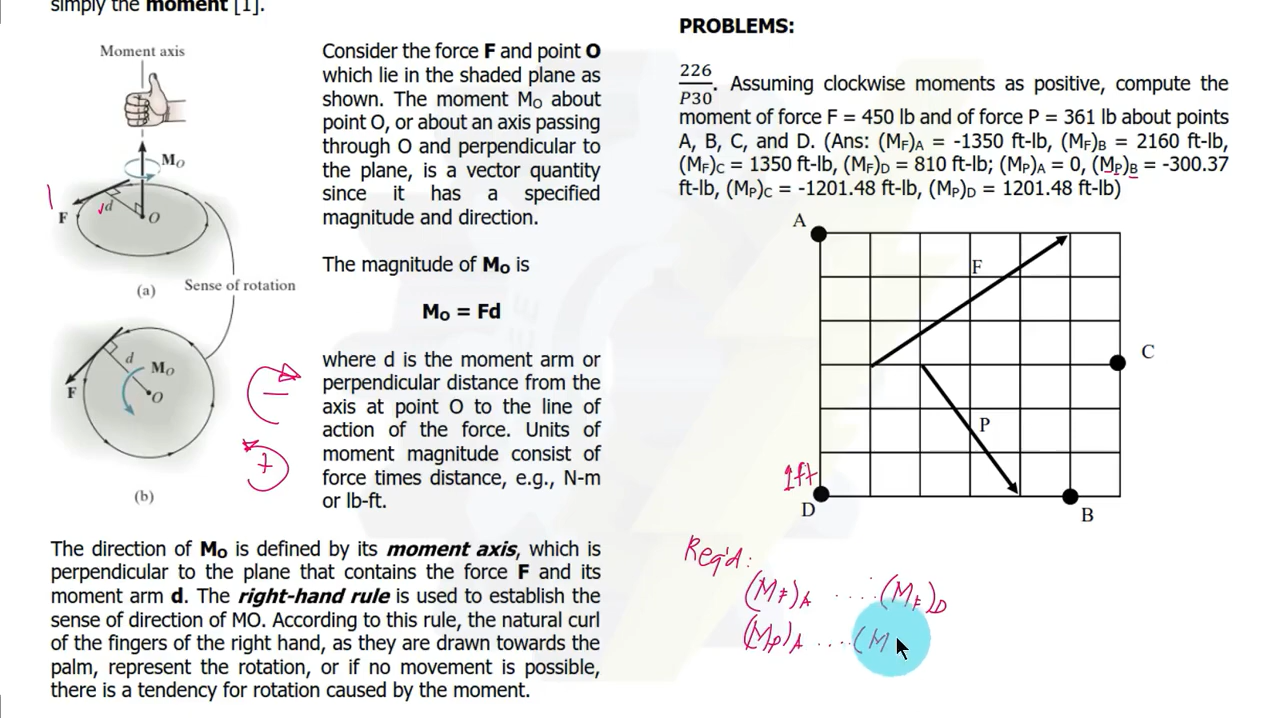 simply the moment [1].
Moment axis
Mo
F
d
O
(a)
Sense of rotation
d
Mo
F
O
(b)
Consider the force F and point O
which lie in the shaded plane as
shown. The moment MO about
point O, or about an axis passing
through O and perpendicular to
the plane, is a vector quantity
since it has a specified
magnitude and direction.
The magnitude of MO is
MO = Fd
where d is the moment arm or
perpendicular distance from the
axis at point O to the line of
action of the force. Units of
moment magnitude consist of
force times distance, e.g., N-m
or lb-ft.
−
+
The direction of MO is defined by its moment axis, which is
perpendicular to the plane that contains the force F and its
moment arm d. The right-hand rule is used to establish the
sense of direction of MO. According to this rule, the natural curl
of the fingers of the right hand, as they are drawn towards the
palm, represent the rotation, or if no movement is possible,
there is a tendency for rotation caused by the moment.
PROBLEMS:
226/P30. Assuming clockwise moments as positive, compute the
moment of force F = 450 lb and of force P = 361 lb about points
A, B, C, and D. (Ans: (MF)A = -1350 ft-lb, (MF)B = 2160 ft-lb,
(MF)C = 1350 ft-lb, (MF)D = 810 ft-lb; (MP)A = 0, (MP)B = -300.37
ft-lb, (MP)C = -1201.48 ft-lb, (MP)D = 1201.48 ft-lb)
A
F
C
P
1ft
D
B
Req'd:
(MF)A ..... (MF)D
(MP)A .... (M